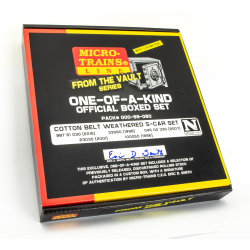 MICRO-TRAINS®
LINE
FROM THE VAULT
SERIES
ONE-OF-A-KIND
OFFICIAL BOXED SET
PACK# 000-99-090
COTTON BELT WEATHERED 5-CAR SET
N
THIS EXCLUSIVE, ONE-OF-A-KIND SET INCLUDES A SELECTION OF
PREVIOUSLY RELEASED, DISCONTINUED ROLLING STOCK
PACKAGED IN A CUSTOM BOX, WITH A SIGNATURE
OF AUTHENTICATION BY MICRO-TRAINS C.E.O. ERIC D. SMITH